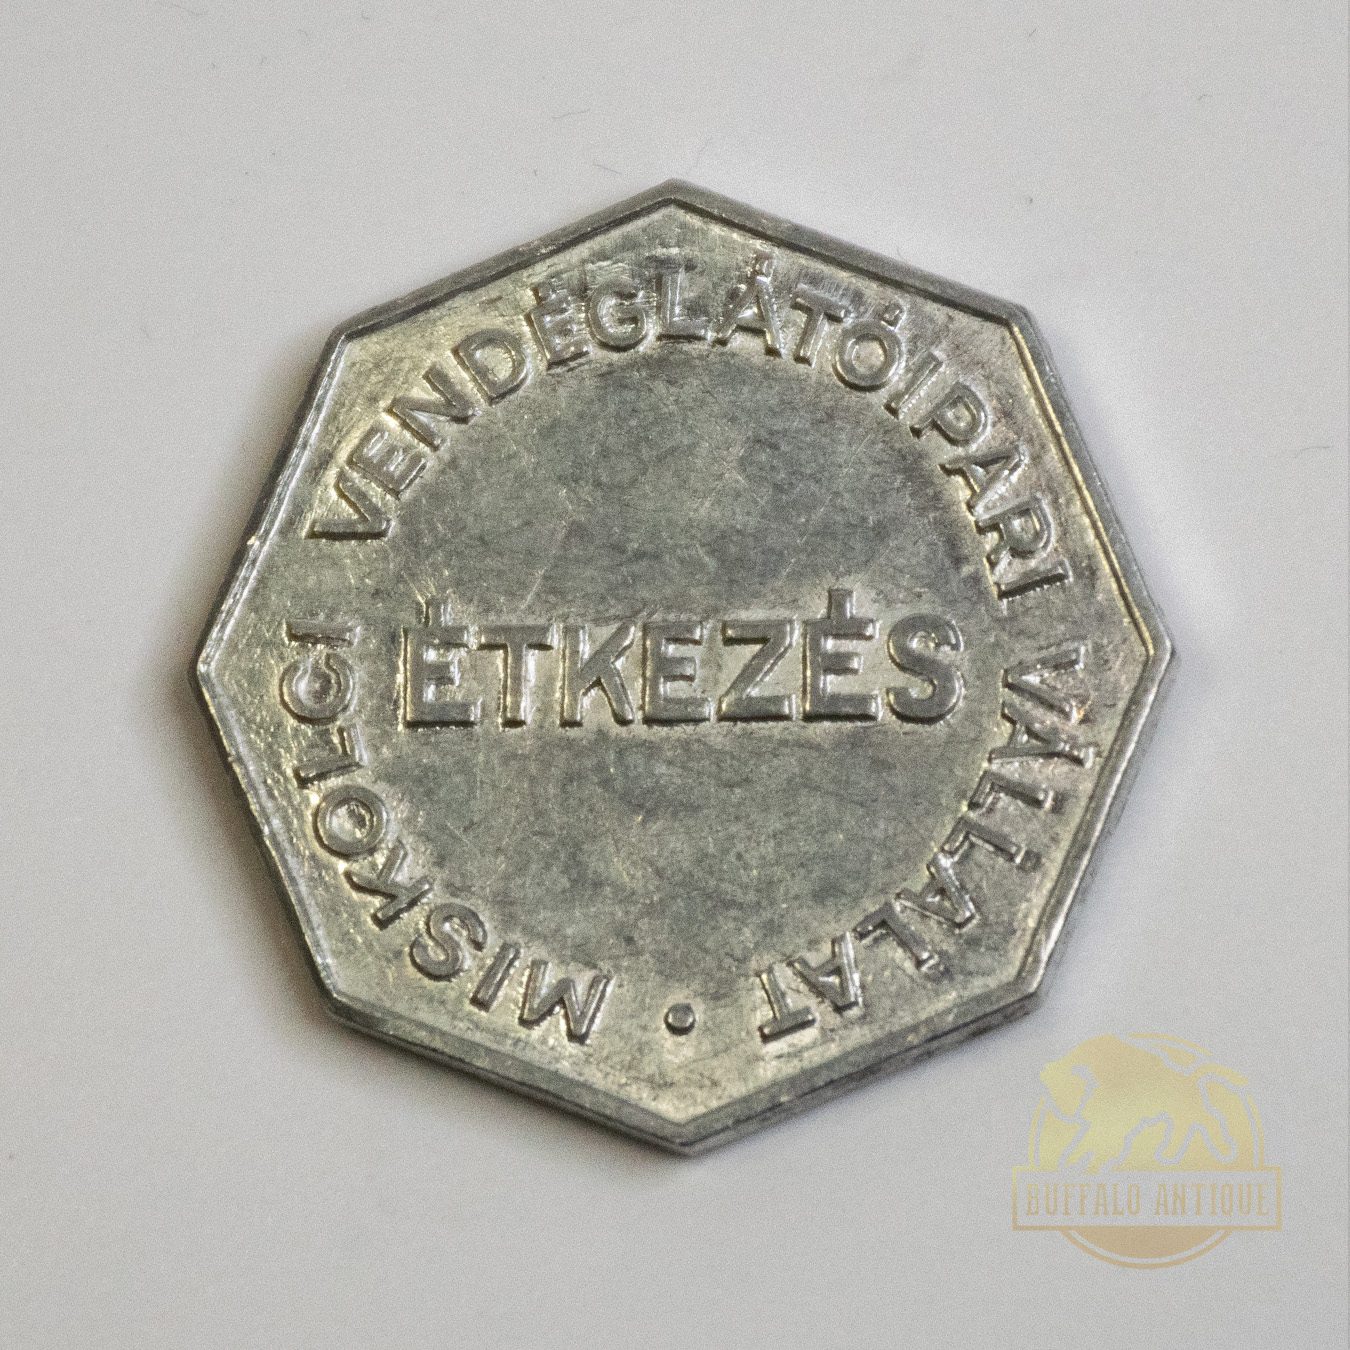 MISKOLCI VENDÉGLÁTÓIPARI VÁLLALAT •
ÉTKEZÉS
BUFFALO ANTIQUE